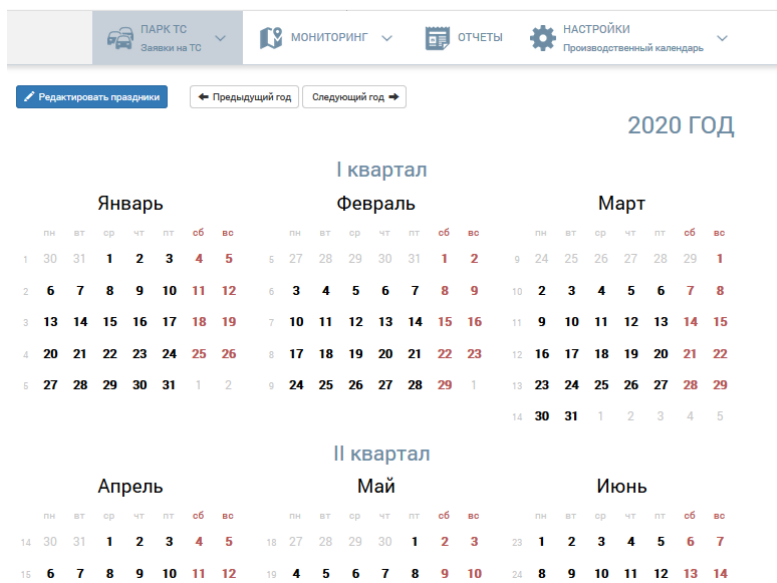 ПАРК ТС
Заявки на ТС
МОНИТОРИНГ
ОТЧЕТЫ
НАСТРОЙКИ
Производственный календарь
Редактировать праздники
Предыдущий год
Следующий год
2020 ГОД
I квартал
Январь Февраль Март
пн вт ср чт пт сб вс пн вт ср чт пт сб вс пн вт ср чт пт сб вс
1 30 31 1 2 3 4 5 5 27 28 29 30 31 1 2 9 24 25 26 27 28 29 1
2 6 7 8 9 10 11 12 6 3 4 5 6 7 8 9 10 2 3 4 5 6 7 8
3 13 14 15 16 17 18 19 7 10 11 12 13 14 15 16 11 9 10 11 12 13 14 15
4 20 21 22 23 24 25 26 8 17 18 19 20 21 22 23 12 16 17 18 19 20 21 22
5 27 28 29 30 31 1 2 9 24 25 26 27 28 29 1 13 23 24 25 26 27 28 29
14 30 31 1 2 3 4 5
II квартал
Апрель Май Июнь
пн вт ср чт пт сб вс пн вт ср чт пт сб вс пн вт ср чт пт сб вс
14 30 31 1 2 3 4 5 18 27 28 29 30 1 2 3 23 1 2 3 4 5 6 7
15 6 7 8 9 10 11 12 19 4 5 6 7 8 9 10 24 8 9 10 11 12 13 14